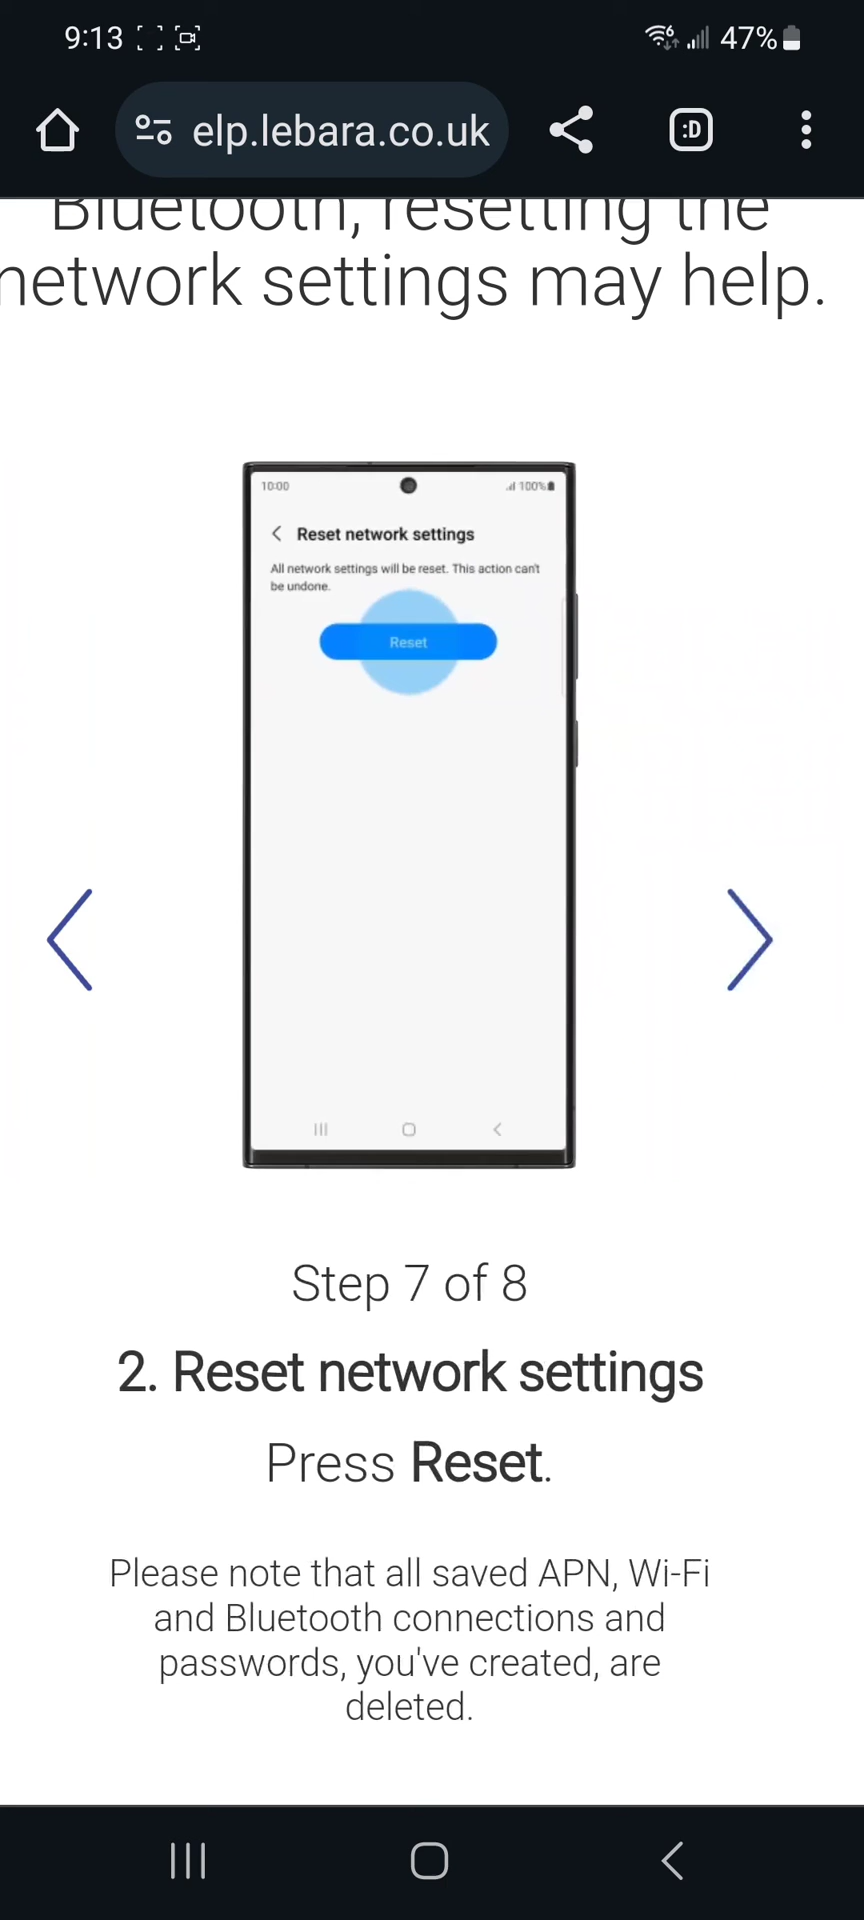 9:13 47%
elp.lebara.co.uk :D
Bluetooth, resetting the
network settings may help.
10:00 100%
Reset network settings
All network settings will be reset. This action can't
be undone.
Reset
Step 7 of 8
2. Reset network settings
Press Reset.
Please note that all saved APN, Wi-Fi
and Bluetooth connections and
passwords, you've created, are
deleted.